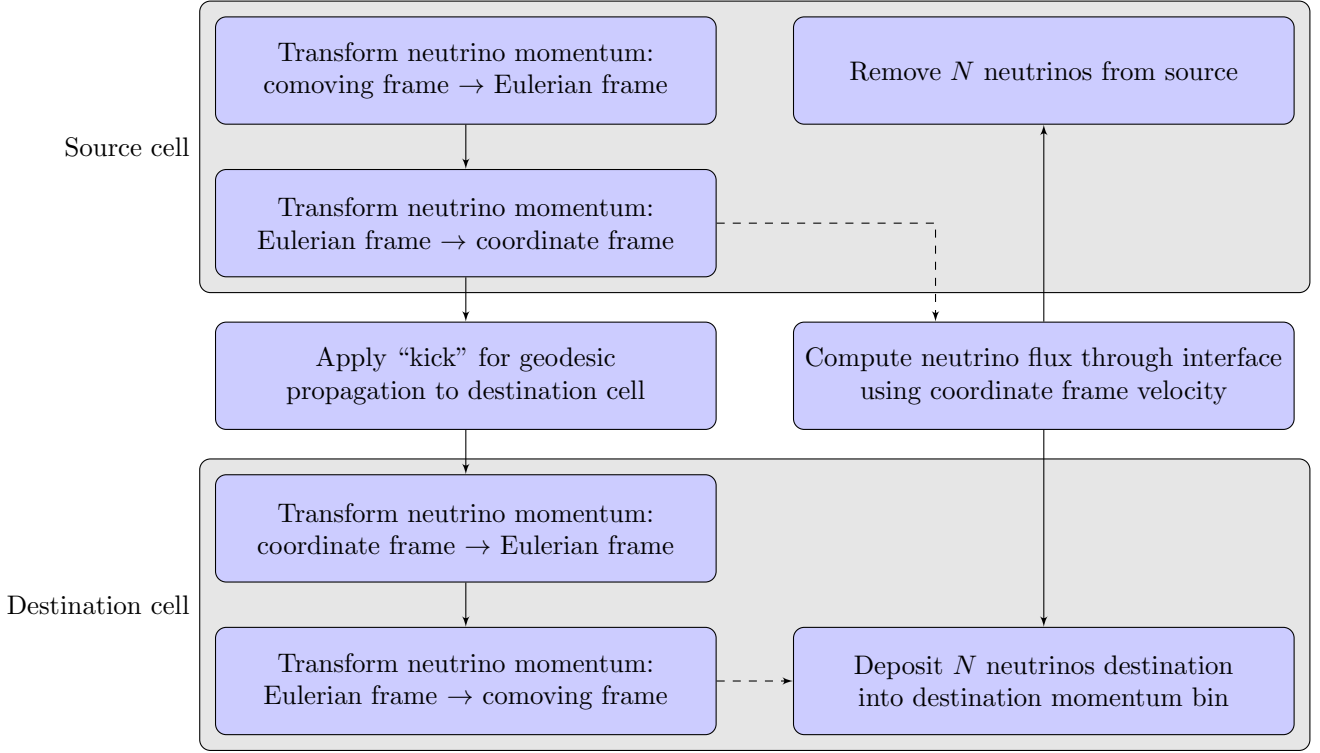 Source cell
Transform neutrino momentum:
comoving frame → Eulerian frame
Remove N neutrinos from source
Transform neutrino momentum:
Eulerian frame → coordinate frame
Apply “kick” for geodesic
propagation to destination cell
Compute neutrino flux through interface
using coordinate frame velocity
Destination cell
Transform neutrino momentum:
coordinate frame → Eulerian frame
Transform neutrino momentum:
Eulerian frame → comoving frame
Deposit N neutrinos destination
into destination momentum bin